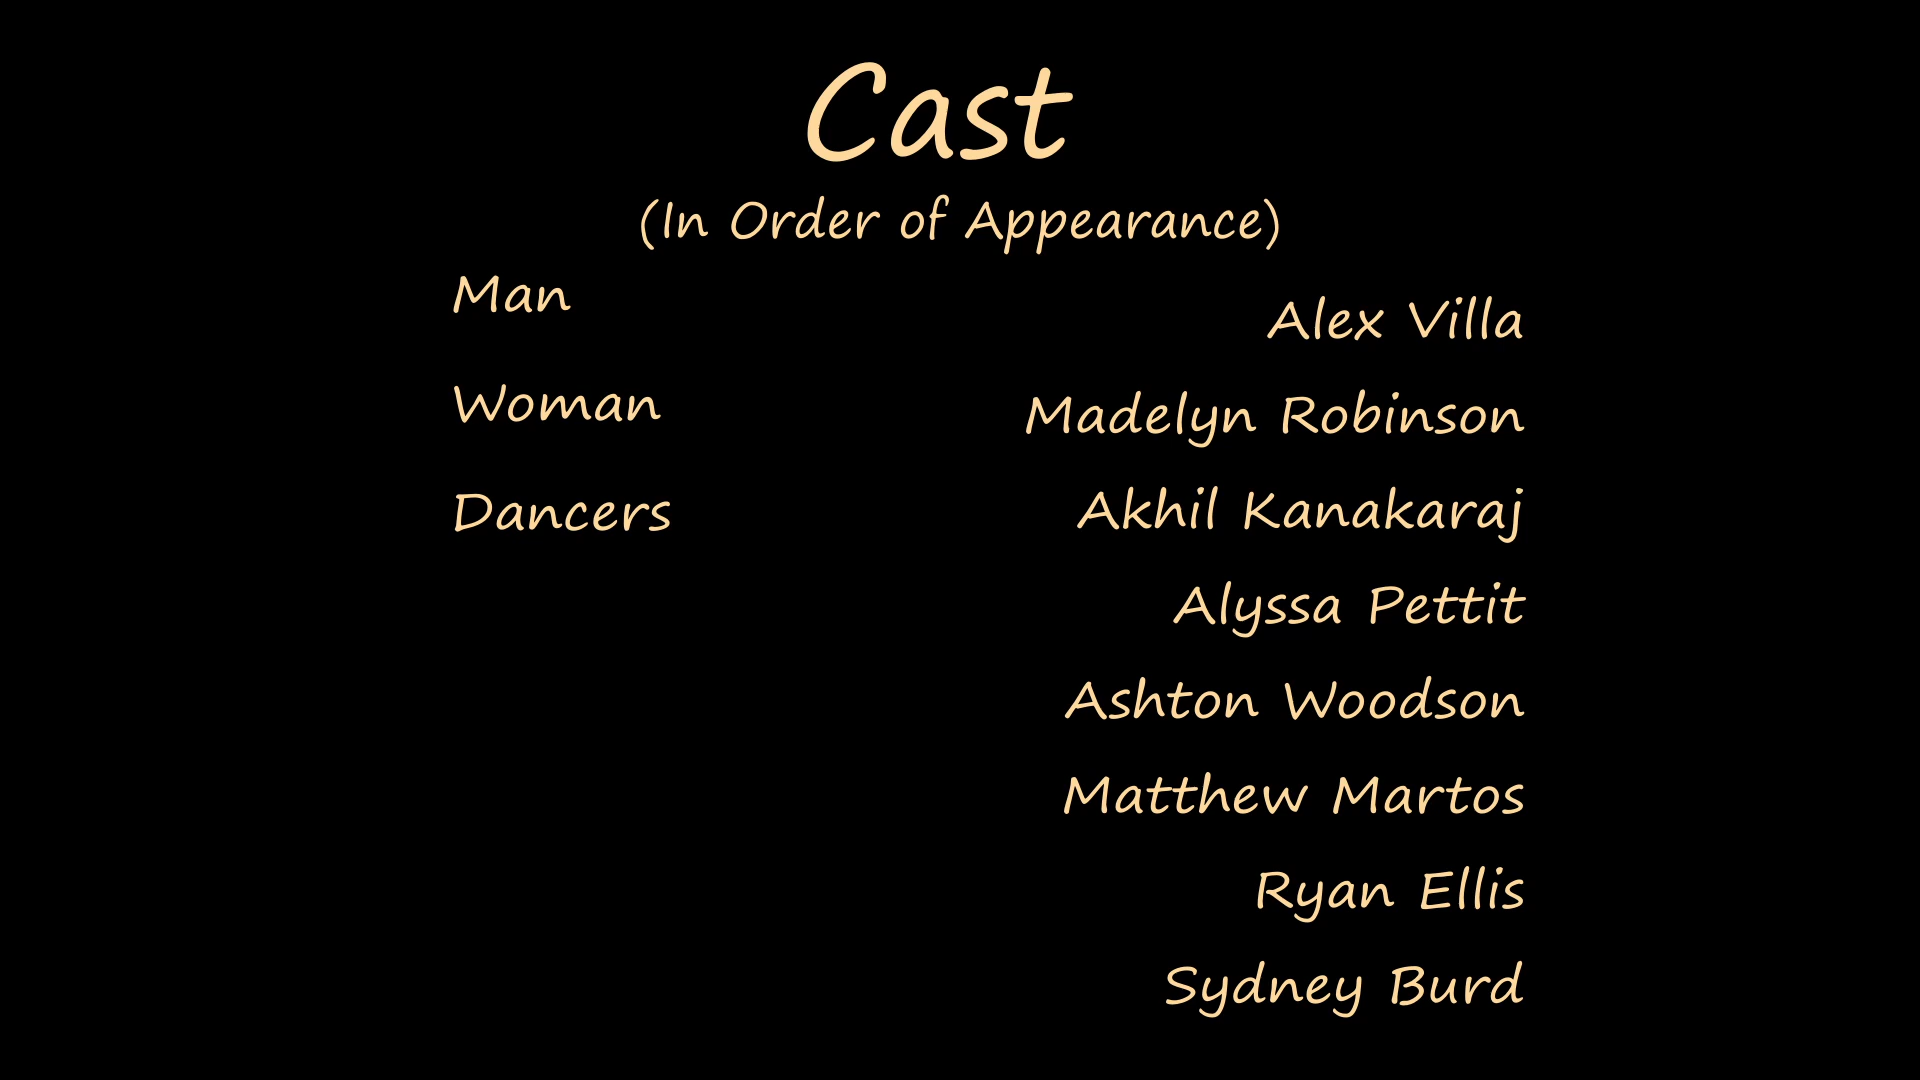 Cast
(In Order of Appearance)
Man
Alex Villa
Woman
Madelyn Robinson
Dancers
Akhil Kanakaraj
Alyssa Pettit
Ashton Woodson
Matthew Martos
Ryan Ellis
Sydney Burd